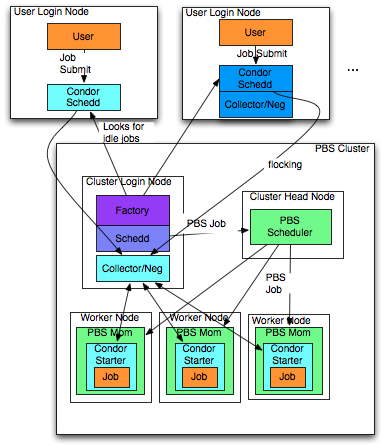 User Login Node
User
Job
Submit
Condor
Schedd
User Login Node
User
Job Submit
Condor
Schedd
Collector/Neg
...
Looks for
idle jobs
PBS Cluster
flocking
Cluster Login Node
Factory
Schedd
Collector/Neg
PBS Job
Cluster Head Node
PBS
Scheduler
PBS
Job
Worker Node
PBS Mom
Condor
Starter
Job
Worker Node
PBS Mom
Condor
Starter
Job
Worker Node
PBS Mom
Condor
Starter
Job